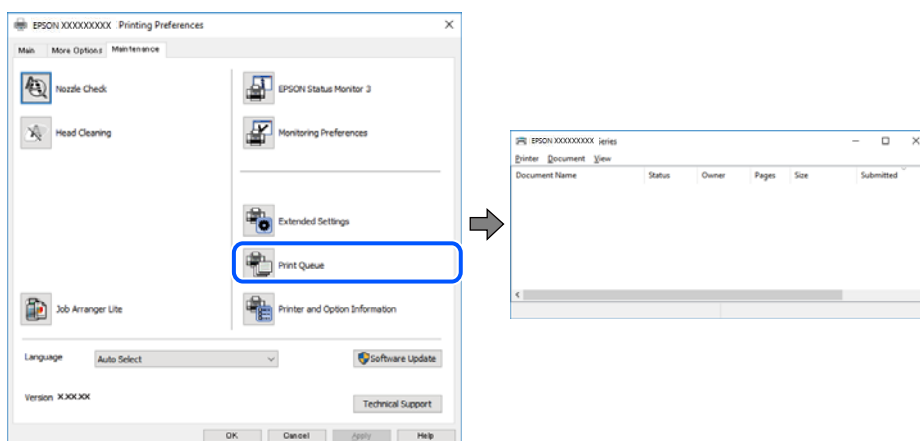 EPSON XXXXXXXXX Printing Preferences
Main More Options Maintenance
Nozzle Check
Head Cleaning
Job Arranger Lite
EPSON Status Monitor 3
Monitoring Preferences
Extended Settings
Print Queue
Printer and Option Information
Language Auto Select Software Update
Version X.XX.XX
Technical Support
OK Cancel Apply Help
EPSON XXXXXXXXXX ieries
Printer Document View
Document Name Status Owner Pages Size Submitted